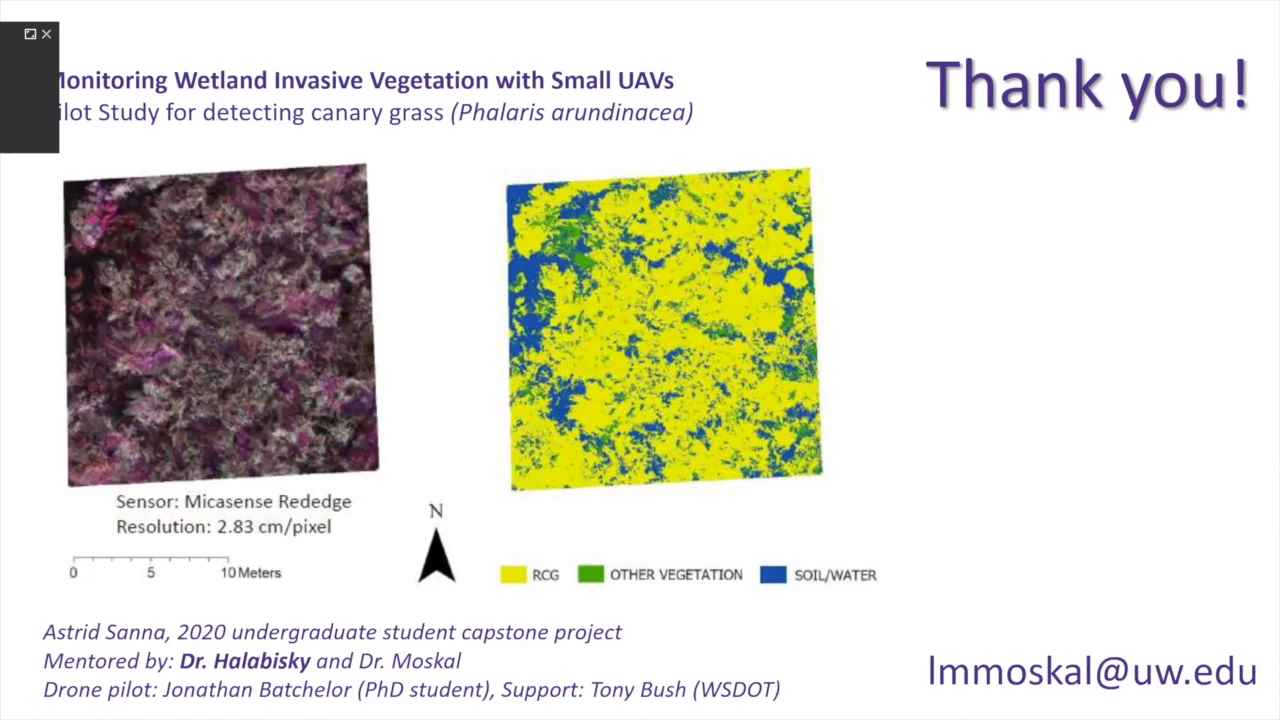 onitoring Wetland Invasive Vegetation with Small UAVs
ilot Study for detecting canary grass (Phalaris arundinacea)
Thank you!
Sensor: Micasense Rededge
Resolution: 2.83 cm/pixel
0 5 10 Meters
N
RCG OTHER VEGETATION SOIL/WATER
Astrid Sanna, 2020 undergraduate student capstone project
Mentored by: Dr. Halabisky and Dr. Moskal
Drone pilot: Jonathan Batchelor (PhD student), Support: Tony Bush (WSDOT)
lmmoskal@uw.edu